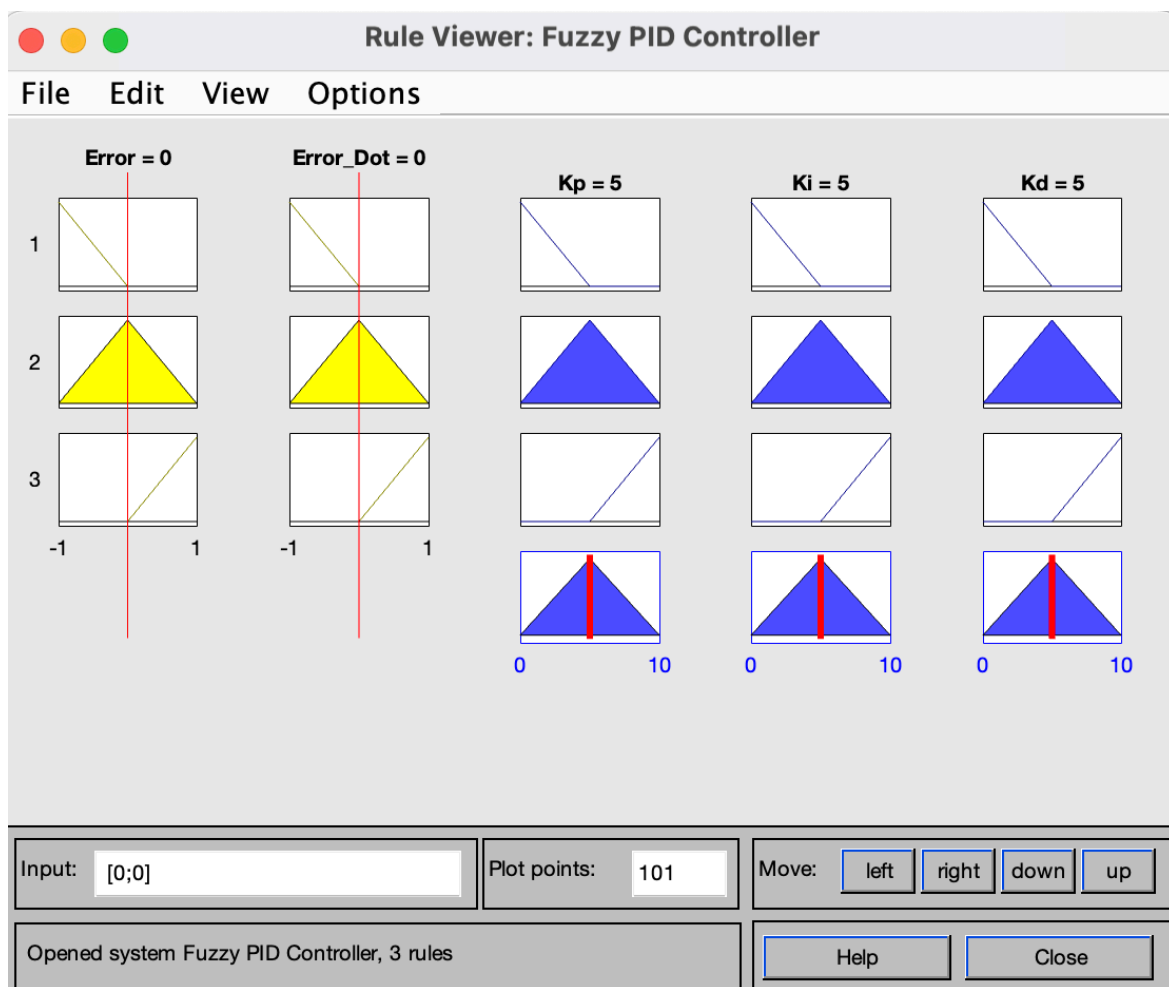 Rule Viewer: Fuzzy PID Controller
File Edit View Options
Error = 0 Error_Dot = 0
Kp = 5 Ki = 5 Kd = 5
1
2
3
-1 1 -1 1
0 10 0 10 0 10
Input: [0;0] Plot points: 101 Move: left right down up
Opened system Fuzzy PID Controller, 3 rules Help Close